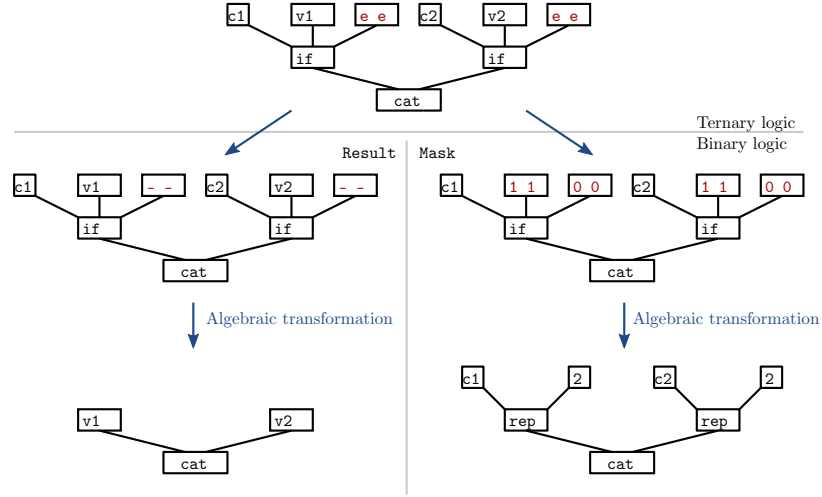 c1 v1 e e c2 v2 e e
if if
cat
Ternary logic
Binary logic
Result Mask
c1 v1 - - c2 v2 - - c1 1 1 0 0 c2 1 1 0 0
if if if if
cat cat
Algebraic transformation Algebraic transformation
c1 2 c2 2
v1 v2 rep rep
cat cat